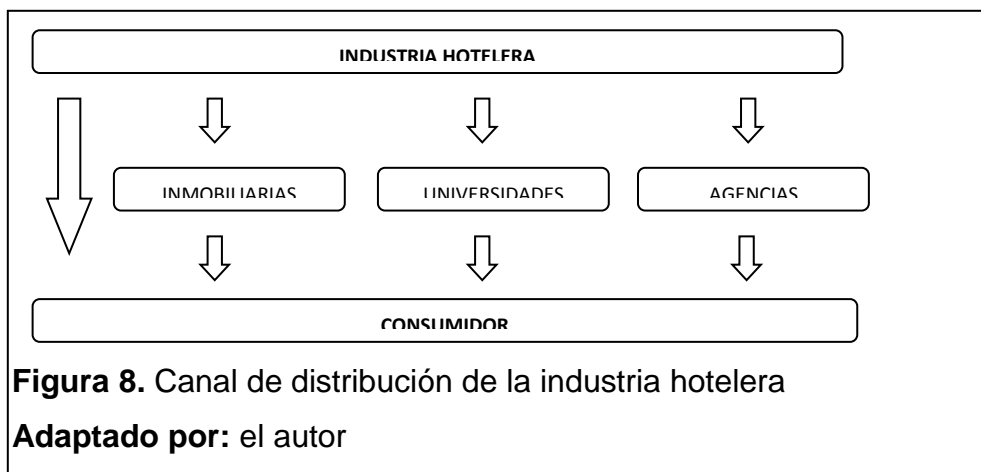 INDUSTRIA HOTELERA
INMOBILIARIAS UNIVERSIDADES AGENCIAS
CONSUMIDOR
Figura 8. Canal de distribución de la industria hotelera
Adaptado por: el autor